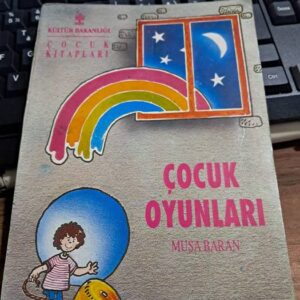 KÜLTÜR BAKANLIĞI
ÇOCUK
KİTAPLARI
ÇOCUK
OYUNLARI
MUSA BARAN